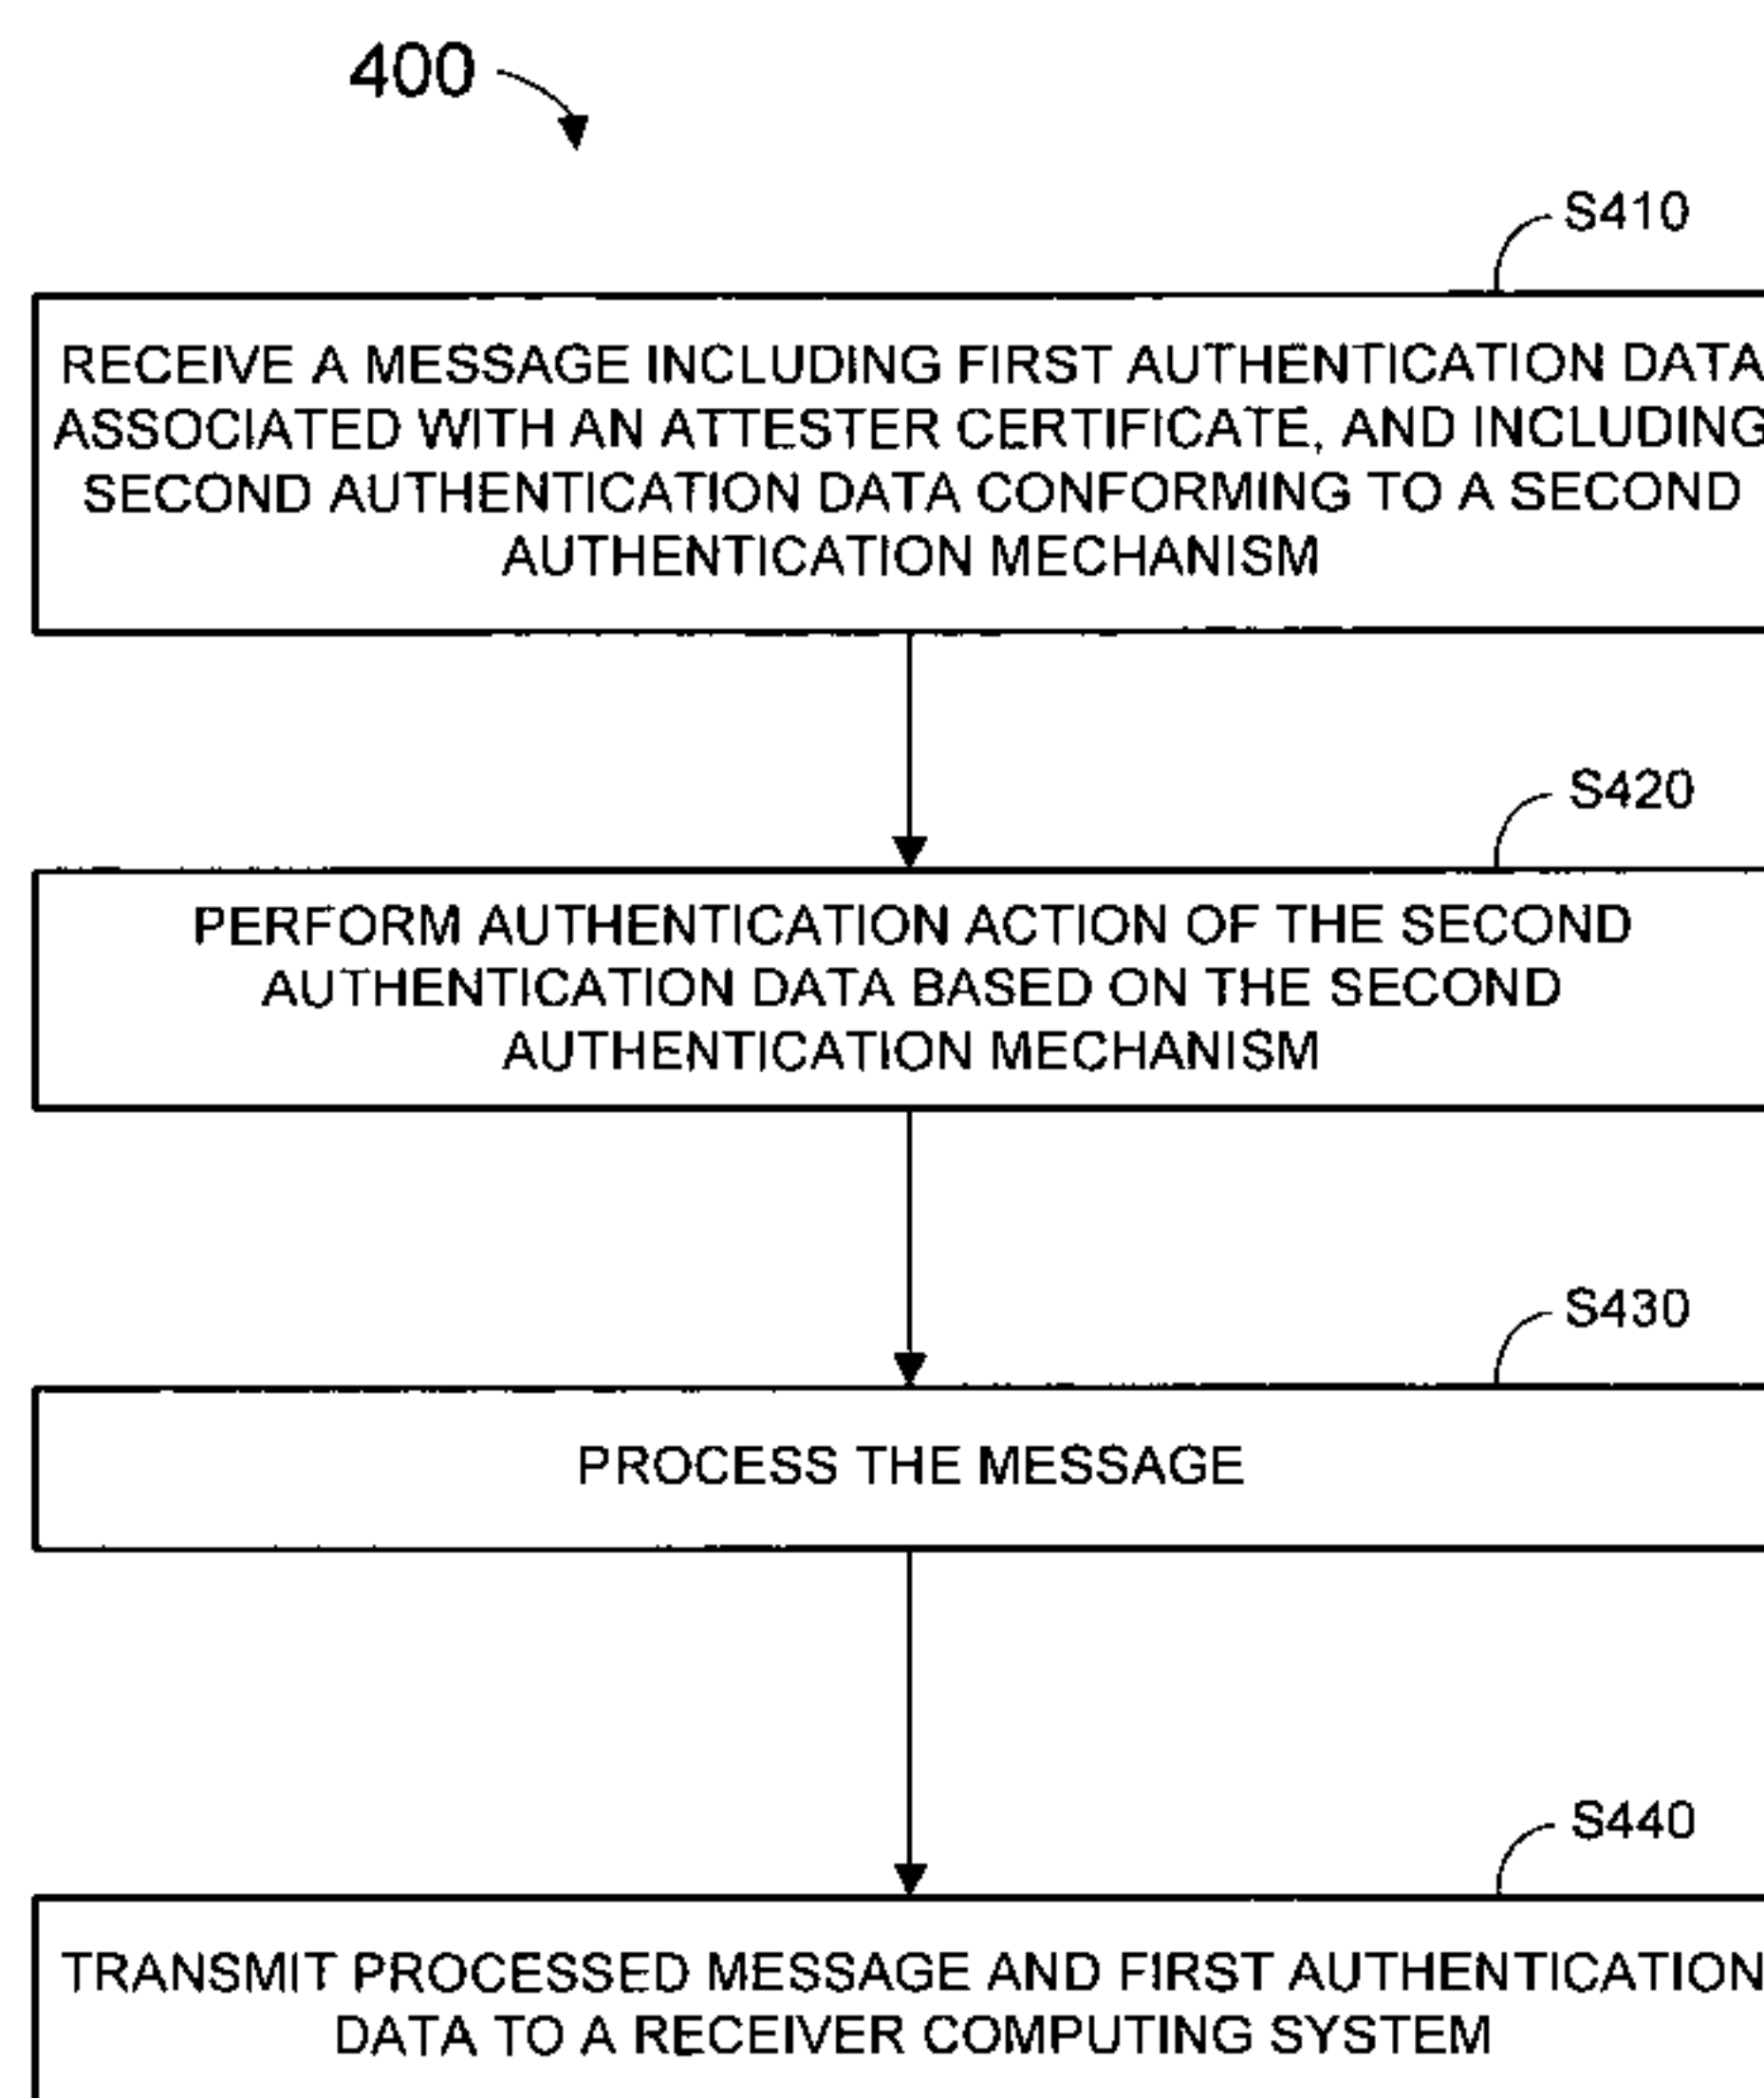 400
S410
RECEIVE A MESSAGE INCLUDING FIRST AUTHENTICATION DATA
ASSOCIATED WITH AN ATTESTER CERTIFICATE, AND INCLUDING
SECOND AUTHENTICATION DATA CONFORMING TO A SECOND
AUTHENTICATION MECHANISM
S420
PERFORM AUTHENTICATION ACTION OF THE SECOND
AUTHENTICATION DATA BASED ON THE SECOND
AUTHENTICATION MECHANISM
S430
PROCESS THE MESSAGE
S440
TRANSMIT PROCESSED MESSAGE AND FIRST AUTHENTICATION
DATA TO A RECEIVER COMPUTING SYSTEM